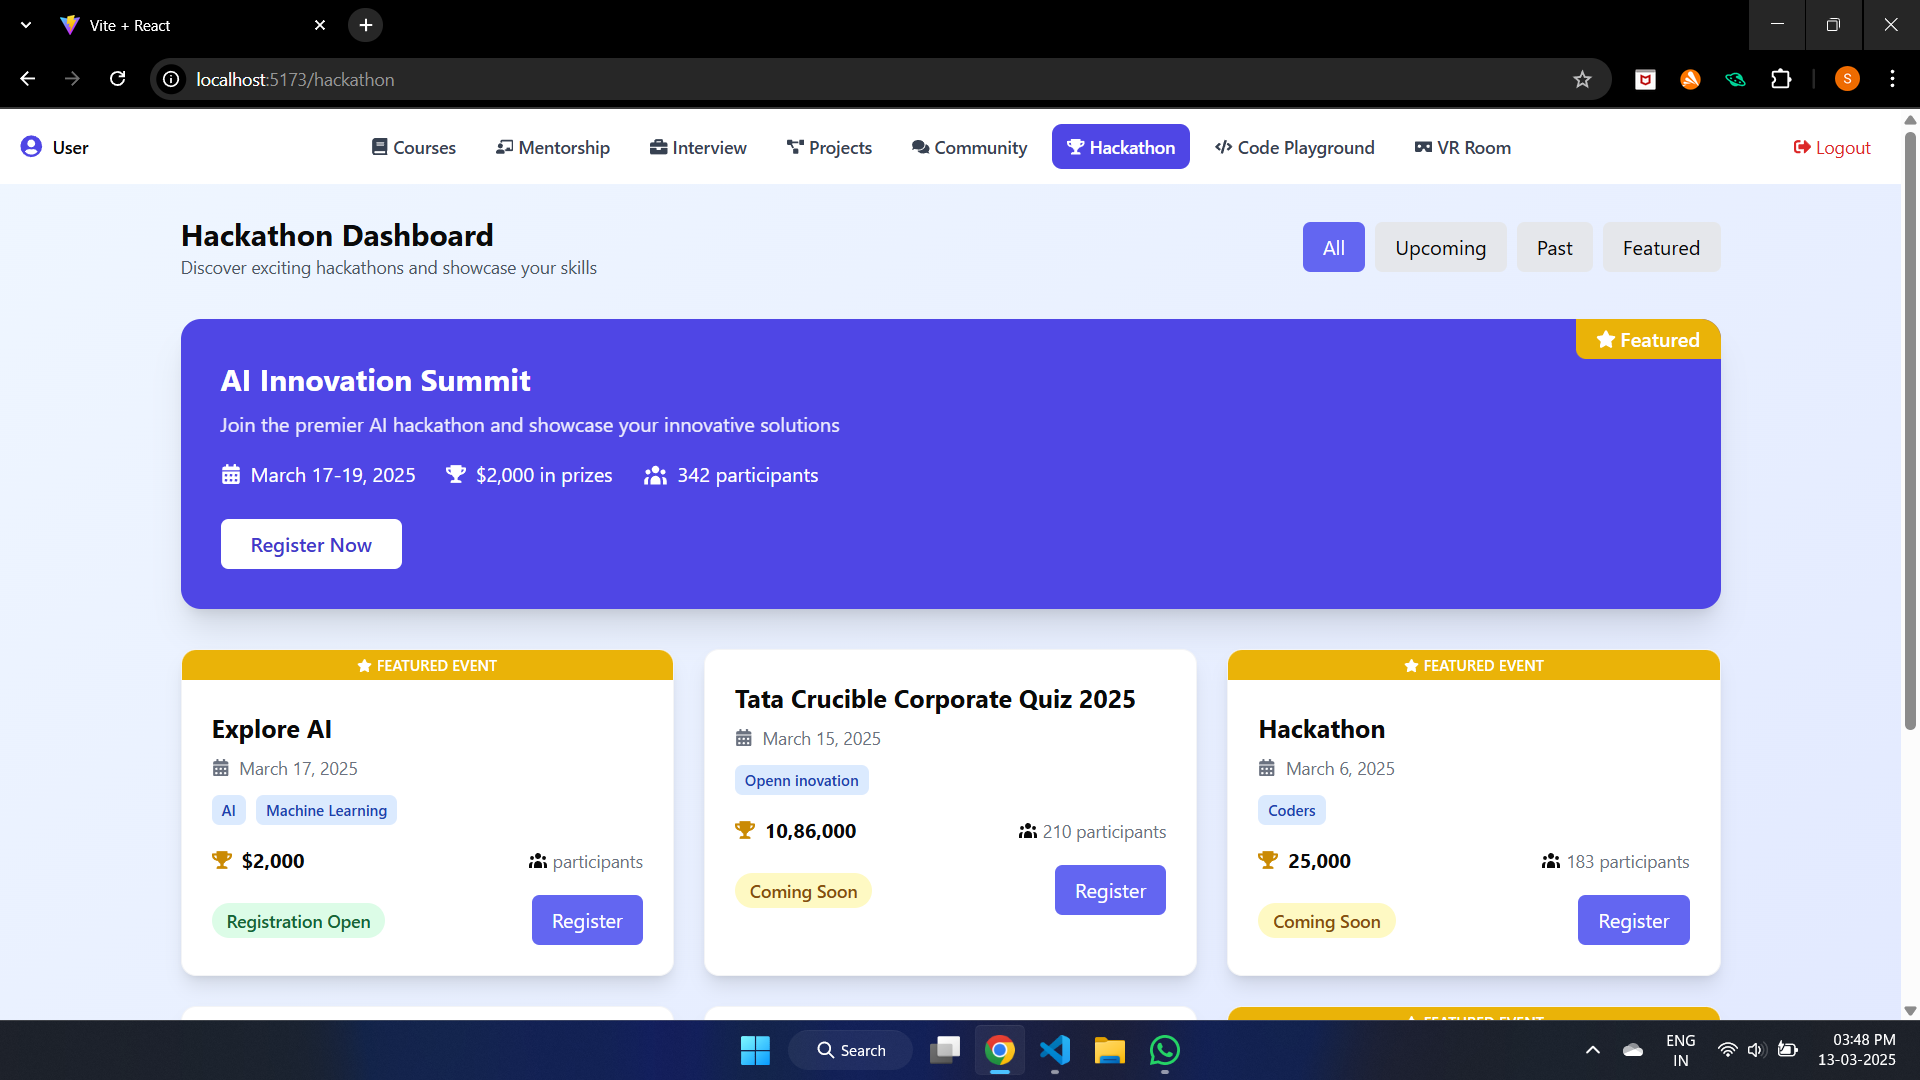 Vite + React
localhost:5173/hackathon
S
User
Courses
Mentorship
Interview
Projects
Community
Hackathon
Code Playground
VR Room
Logout
Hackathon Dashboard
Discover exciting hackathons and showcase your skills
All
Upcoming
Past
Featured
Featured
AI Innovation Summit
Join the premier AI hackathon and showcase your innovative solutions
March 17-19, 2025
$2,000 in prizes
342 participants
Register Now
FEATURED EVENT
Explore AI
March 17, 2025
AI
Machine Learning
$2,000
participants
Registration Open
Register
Tata Crucible Corporate Quiz 2025
March 15, 2025
Openn inovation
10,86,000
210 participants
Coming Soon
Register
FEATURED EVENT
Hackathon
March 6, 2025
Coders
25,000
183 participants
Coming Soon
Register
FEATURED EVENT
Search
ENG
IN
03:48 PM
13-03-2025